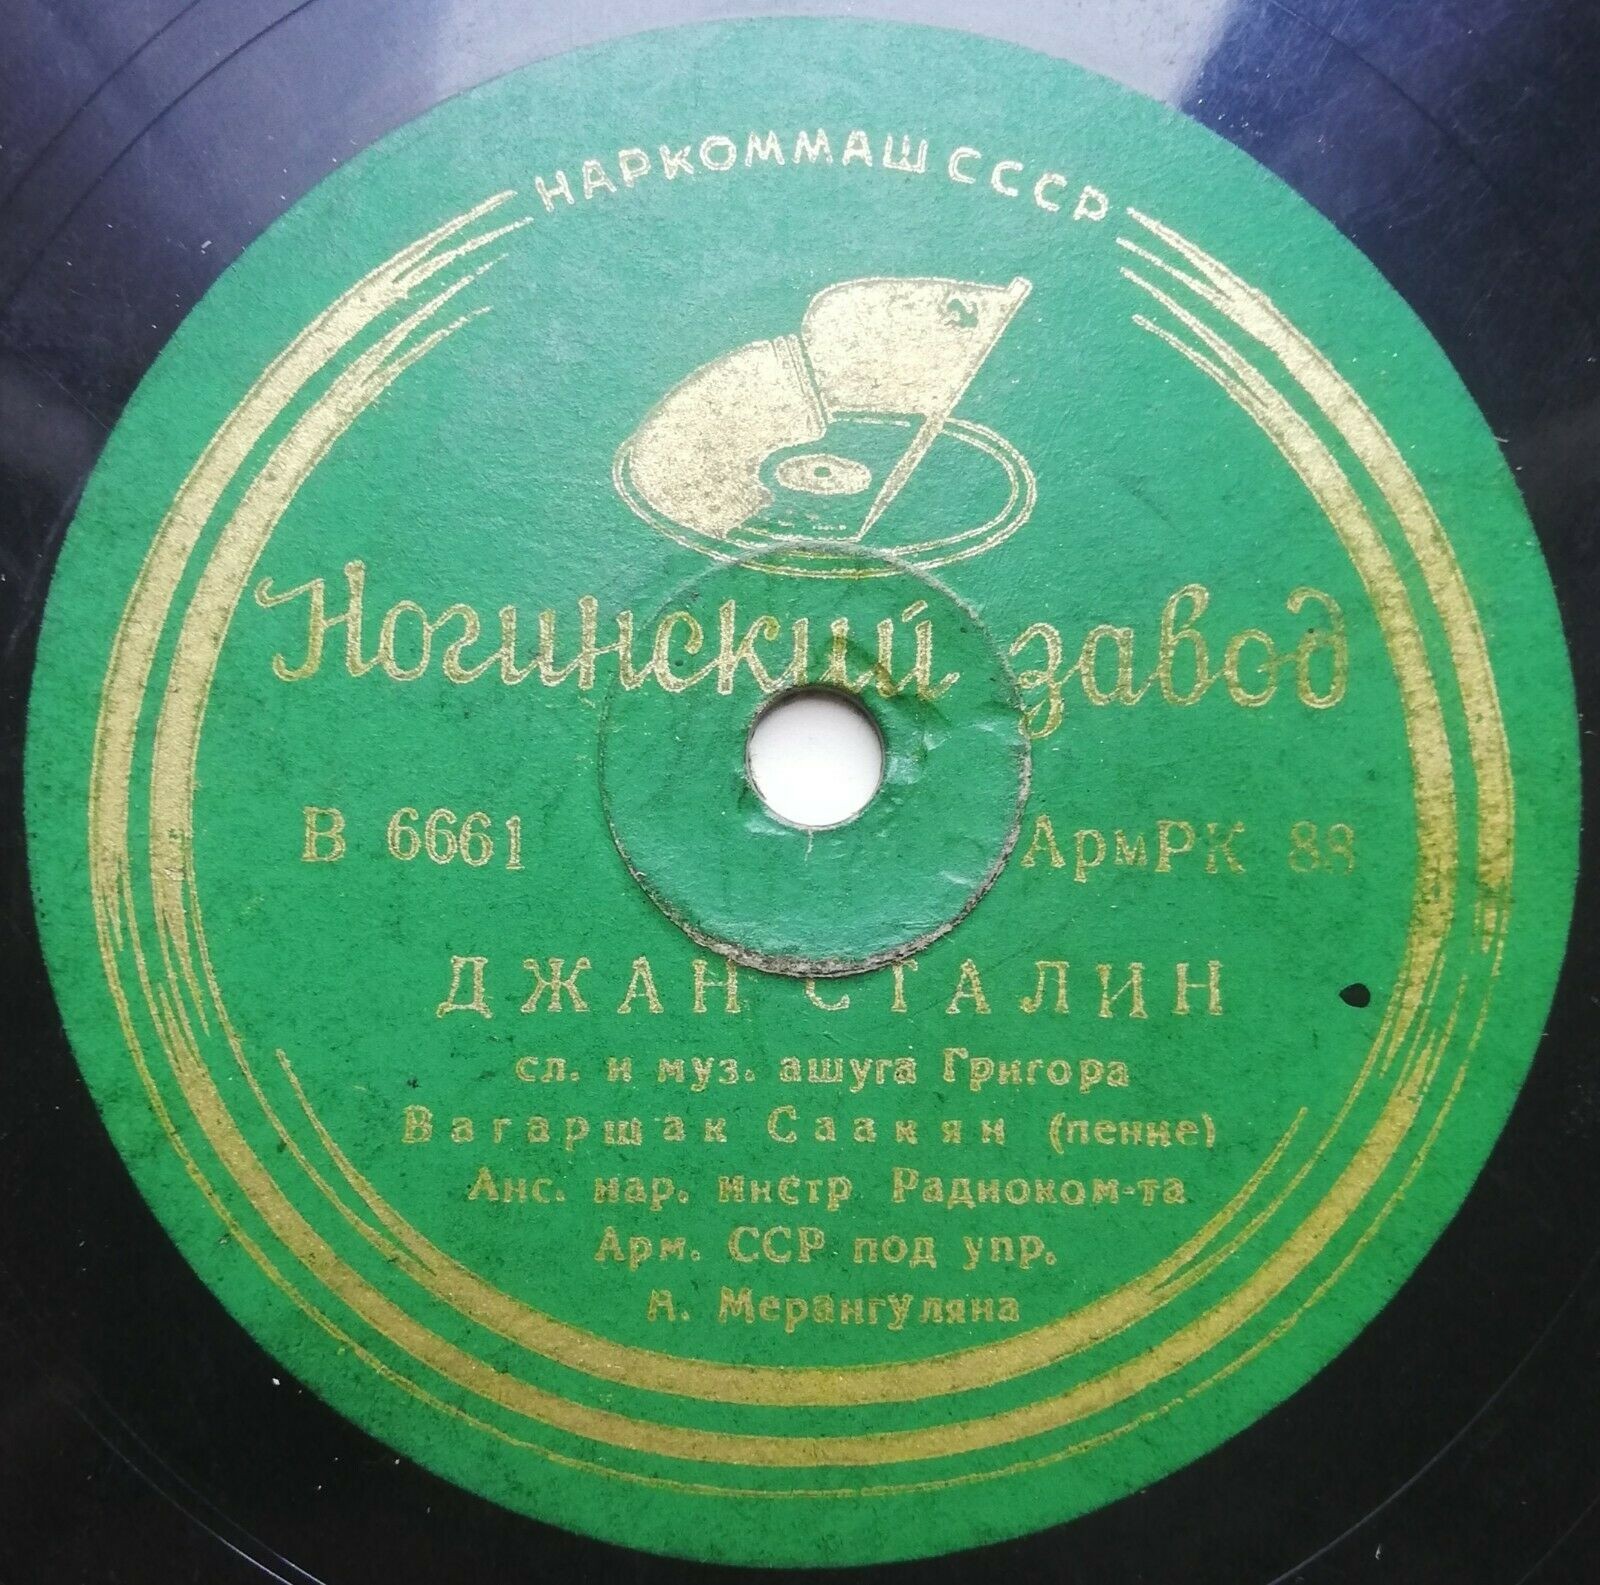 НАРКОММАШ СССР
Ногинский завод
В 6661 АрмРК 88
ДЖАН СТАЛИН
сл. и муз. ашуга Григора
Вагаршак Саакян (пение)
Анс. нар. инстр Радиоком-та
Арм. ССР под упр.
А. Мерангуляна